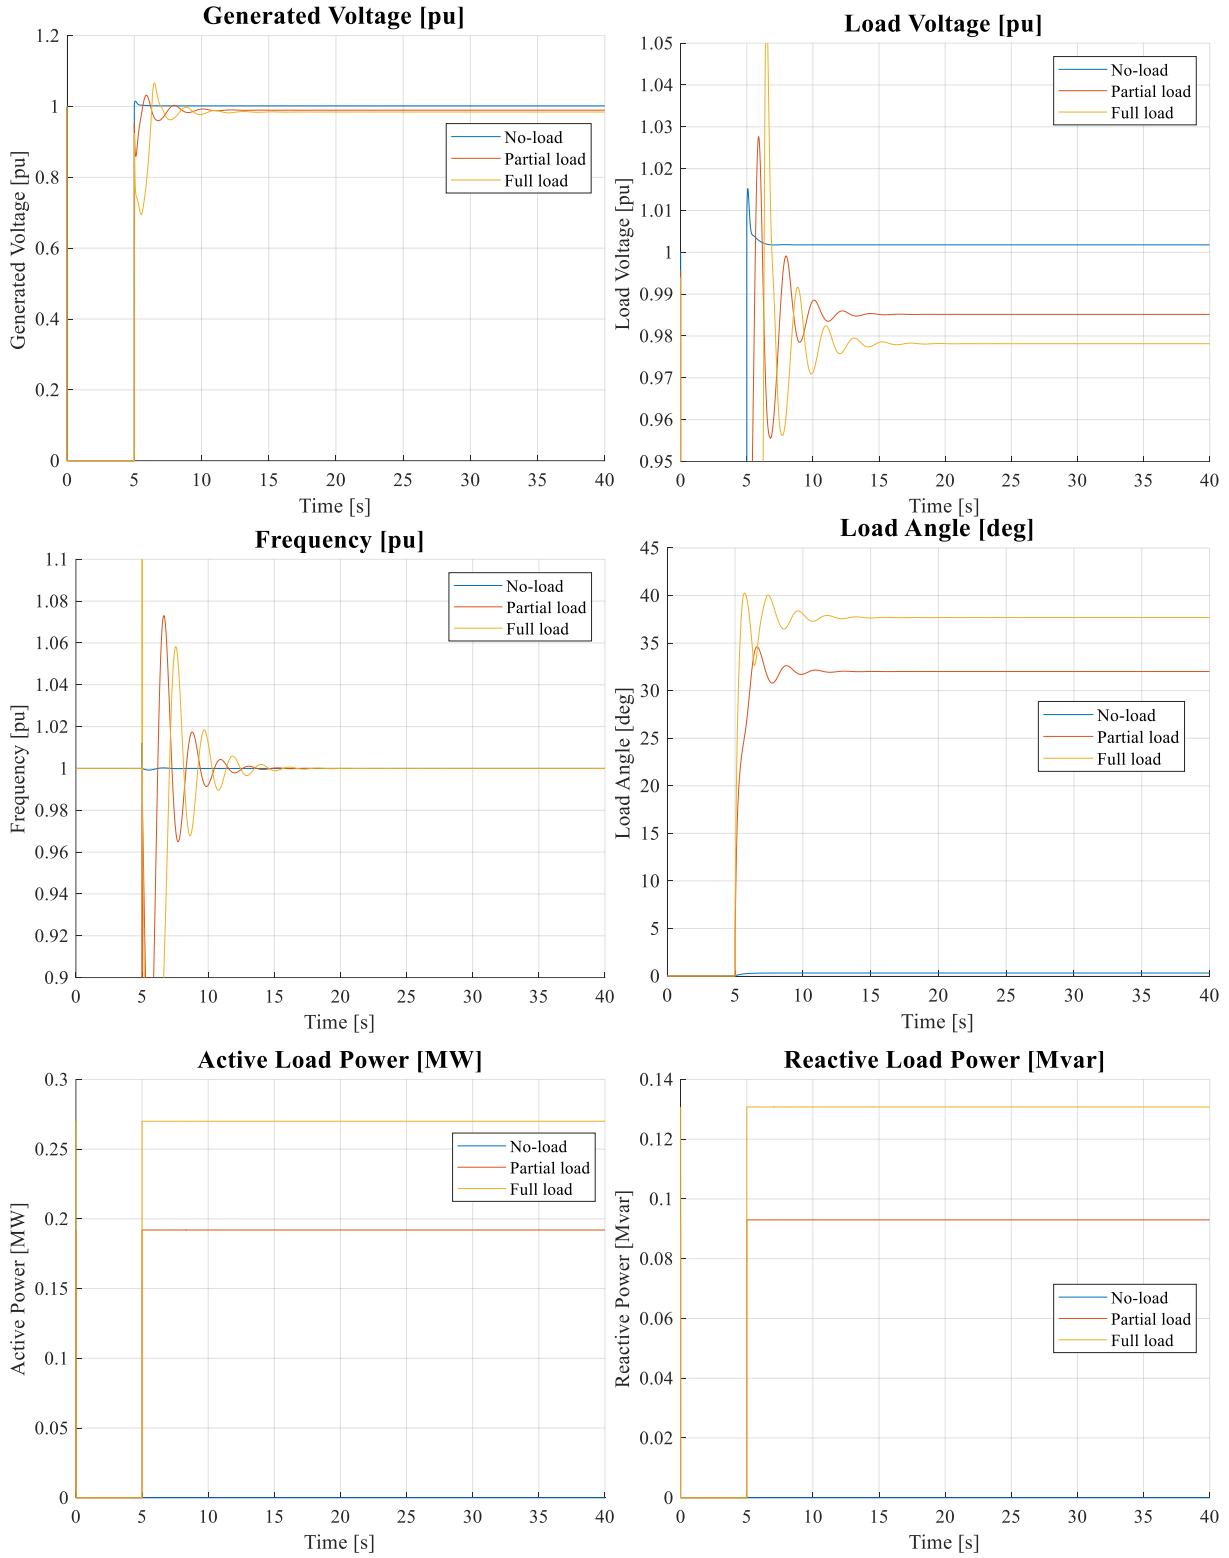 Generated Voltage [pu]
1.2
1
0.8
0.6
0.4
0.2
0
Generated Voltage [pu]
No-load
Partial load
Full load
0 5 10 15 20 25 30 35 40
Time [s]
Load Voltage [pu]
1.05
1.04
1.03
1.02
1.01
1
0.99
0.98
0.97
0.96
0.95
Load Voltage [pu]
No-load
Partial load
Full load
0 5 10 15 20 25 30 35 40
Time [s]
Frequency [pu]
1.1
1.08
1.06
1.04
1.02
1
0.98
0.96
0.94
0.92
0.9
Frequency [pu]
No-load
Partial load
Full load
0 5 10 15 20 25 30 35 40
Time [s]
Load Angle [deg]
45
40
35
30
25
20
15
10
5
0
Load Angle [deg]
No-load
Partial load
Full load
0 5 10 15 20 25 30 35 40
Time [s]
Active Load Power [MW]
0.3
0.25
0.2
0.15
0.1
0.05
0
Active Power [MW]
No-load
Partial load
Full load
0 5 10 15 20 25 30 35 40
Time [s]
Reactive Load Power [Mvar]
0.14
0.12
0.1
0.08
0.06
0.04
0.02
0
Reactive Power [Mvar]
No-load
Partial load
Full load
0 5 10 15 20 25 30 35 40
Time [s]